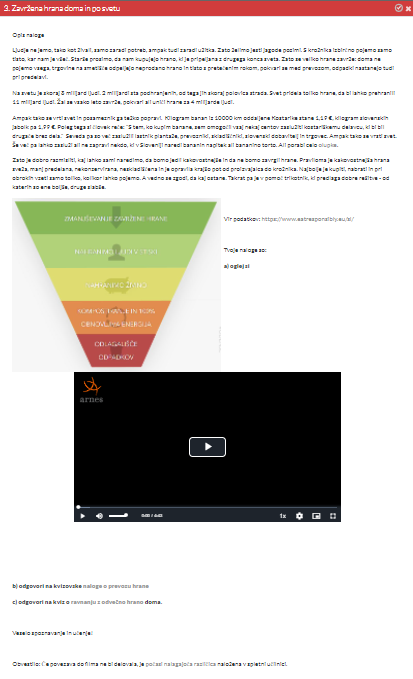 3. Zavržena hrana doma in po svetu
Opis naloge
Ljudje ne jemo, tako kot živali, samo zaradi potreb, ampak tudi zaradi užitka. Zato želimo jesti jagode pozimi. S krožnika izbirno pojemo samo
tisto, kar nam je všeč. Starše prosimo, da nam kupujejo hrano, ki je pripeljana z drugega konca sveta. Zato se veliko hrane zavrže: doma ne
pojemo vsega, trgovine na smetišče odpeljejo neprodano hrano in tisto s pretečenim rokom, pokvari se med prevozom, odpadki nastanejo tudi
pri predelavi.
Na svetu je skoraj 8 milijard ljudi. 2 milijardi sta podhranjenih, od tega jih skoraj polovica strada. Svet pridela toliko hrane, da bi lahko prehranili
11 milijard ljudi. Žal se vsako leto zavrže, pokvari ali uniči hrane za 4 milijarde ljudi.
Ampak tako se vrti svet in posameznik ga težko popravi. Kilogram banan iz 10000 km oddaljene Kostarike stane 1,19 €, kilogram slovenskih
jabolk pa 1,99 €. Poleg tega si človek reče: "S tem, ko kupim banane, sem omogočil vsaj nekaj centov zaslužiti kostariškemu delavcu, ki bi bil
drugače brez dela." Seveda pa so več zaslužili lastnik plantaže, prevozniki, skladiščniki, slovenski dobavitelj in trgovec. Ampak tako se vrti svet.
Še več pa lahko zasluži ali ne zapravi nekdo, ki v Sloveniji naredi bananin napitek ali bananino torto. Ali porabi celo olupke.
Zato je dobro razmisliti, kaj lahko sami naredimo, da bomo jedli kakovostnejše in da ne bomo zavrgli hrane. Praviloma je kakovostnejša hrana
sveža, manj predelana, nekonzervirana, neskladiščena in je opravila krajšo pot od proizvajalca do krožnika. Najbolje je kupiti, nabrati in pri
obrokih vzeti samo toliko, kolikor lahko pojemo. A vedno se zgodi, da kaj ostane. Takrat pa je v pomoč trikotnik, ki predlaga dobre rešitve - od
katerih so ene boljše, druge slabše.
ZMANJŠEVANJE ZAVRŽENE HRANE
Vir podatkov: https://www.eatresponsibly.eu/sl/
Tvoje naloge so:
a) oglej si
KOMPOSTIRANJE IN 100%
OBNOVLJIVA ENERGIJA
ODLAGALIŠČE
ODPADKOV
arnes
0:00 / 4:43
1x
b) odgovori na kvizovske naloge o prevozu hrane
c) odgovori na kviz o ravnanju z odvečno hrano doma.
Veselo spoznavanje in učenje!
Obvestilo: Če povezava do filma ne bi delovala, je počasi nalagajoča različica naložena v spletni učilnici.